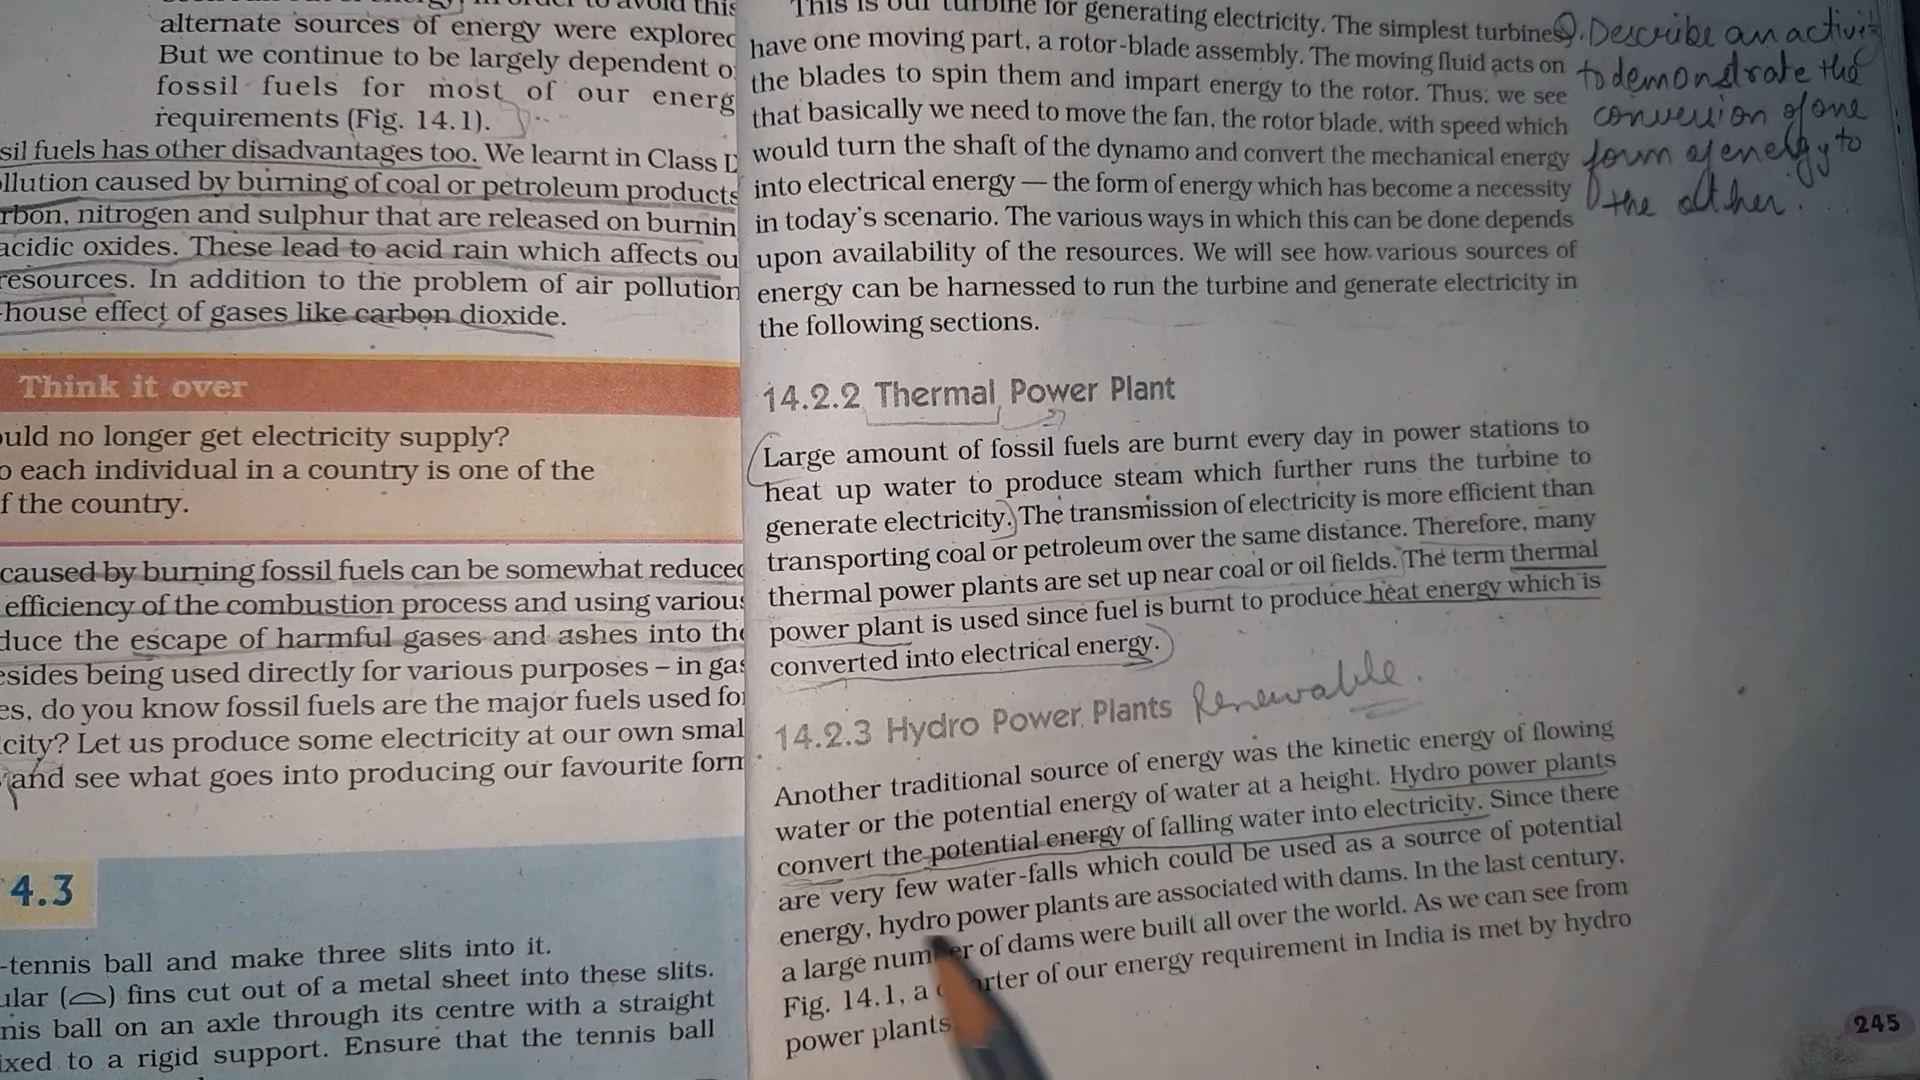 alternate sources of energy were explored
But we continue to be largely dependent
fossil fuels for most of our energ
requirements (Fig. 14.1).
sil fuels has other disadvantages too. We learnt in Class
llution caused by burning of coal or petroleum products
rbon, nitrogen and sulphur that are released on burnin
acidic oxides. These lead to acid rain which affects ou
resources. In addition to the problem of air pollution
house effect of gases like carbon dioxide.
Think it over
ould no longer get electricity supply?
o each individual in a country is one of the
f the country.
caused by burning fossil fuels can be somewhat reduced
efficiency of the combustion process and using various
duce the escape of harmful gases and ashes into the
esides being used directly for various purposes – in gas
es, do you know fossil fuels are the major fuels used for
city? Let us produce some electricity at our own smal
and see what goes into producing our favourite form
4.3
-tennis ball and make three slits into it.
ular ( ) fins cut out of a metal sheet into these slits.
nis ball on an axle through its centre with a straight
ixed to a rigid support. Ensure that the tennis ball
This is our turbine for generating electricity. The simplest turbines
have one moving part, a rotor-blade assembly. The moving fluid acts on
the blades to spin them and impart energy to the rotor. Thus, we see
that basically we need to move the fan, the rotor blade, with speed which
would turn the shaft of the dynamo and convert the mechanical energy
into electrical energy — the form of energy which has become a necessity
in today's scenario. The various ways in which this can be done depends
upon availability of the resources. We will see how various sources of
energy can be harnessed to run the turbine and generate electricity in
the following sections.
14.2.2 Thermal Power Plant
Large amount of fossil fuels are burnt every day in power stations to
heat up water to produce steam which further runs the turbine to
generate electricity. The transmission of electricity is more efficient than
transporting coal or petroleum over the same distance. Therefore, many
thermal power plants are set up near coal or oil fields. The term thermal
power plant is used since fuel is burnt to produce heat energy which is
converted into electrical energy.
14.2.3 Hydro Power Plants Renewable.
Another traditional source of energy was the kinetic energy of flowing
water or the potential energy of water at a height. Hydro power plants
convert the potential energy of falling water into electricity. Since there
are very few water-falls which could be used as a source of potential
energy, hydro power plants are associated with dams. In the last century,
a large number of dams were built all over the world. As we can see from
Fig. 14.1, a rter of our energy requirement in India is met by hydro
power plants
Q. Describe an activit
to demonstrate the
conversion of one
form of energy to
the other.
245